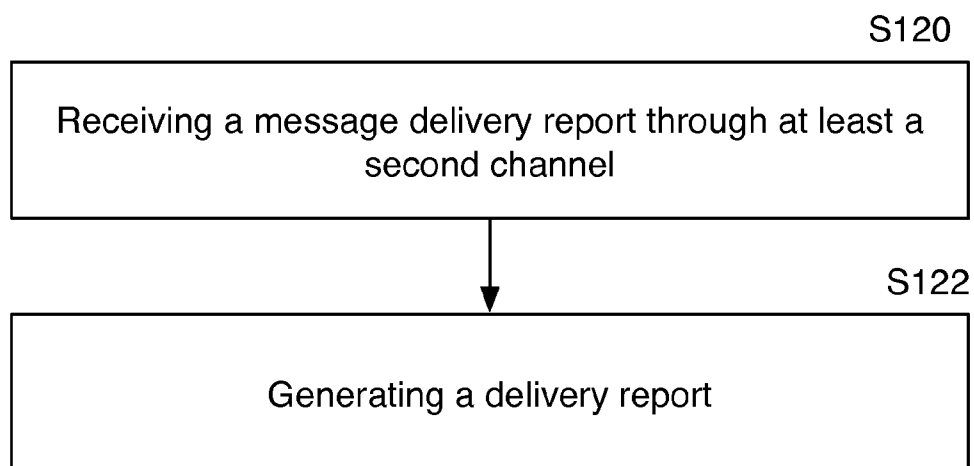 S120
Receiving a message delivery report through at least a
second channel
S122
Generating a delivery report